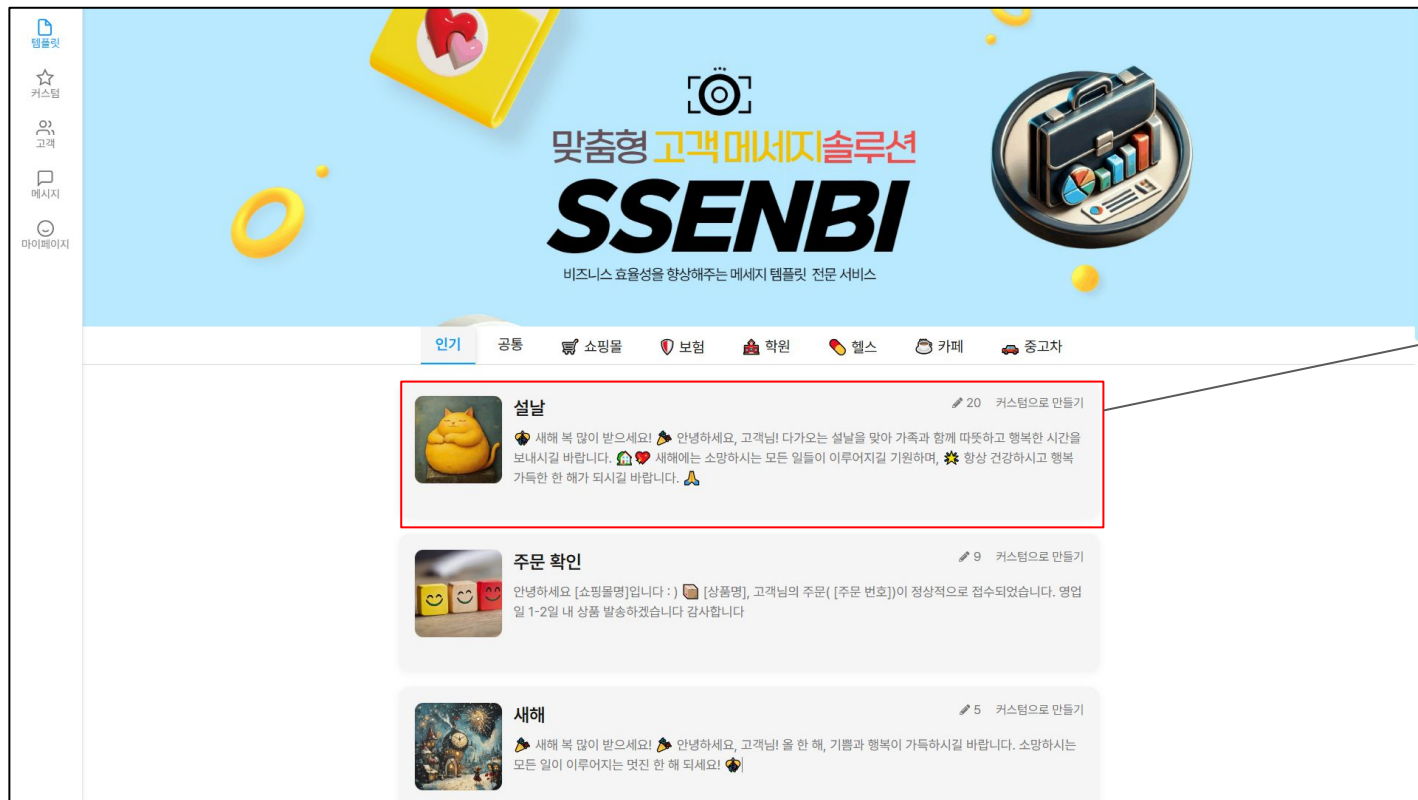 템플릿
커스텀
고객
메시지
마이페이지
맞춤형 고객 메세지솔루션
SSENBI
비즈니스 효율성을 향상해주는 메세지 템플릿 전문 서비스
인기 공통 쇼핑몰 보험 학원 헬스 카페 중고차
설날 20 커스텀으로 만들기
새해 복 많이 받으세요! 안녕하세요, 고객님! 다가오는 설날을 맞아 가족과 함께 따뜻하고 행복한 시간을
보내시길 바랍니다. 새해에는 소망하시는 모든 일들이 이루어지길 기원하며, 항상 건강하시고 행복
가득한 한 해가 되시길 바랍니다.
주문 확인 9 커스텀으로 만들기
안녕하세요 [쇼핑몰명]입니다 : ) [상품명], 고객님의 주문( [주문 번호])이 정상적으로 접수되었습니다. 영업
일 1-2일 내 상품 발송하겠습니다 감사합니다
새해 5 커스텀으로 만들기
새해 복 많이 받으세요! 안녕하세요, 고객님! 올 한 해, 기쁨과 행복이 가득하시길 바랍니다. 소망하시는
모든 일이 이루어지는 멋진 한 해 되세요!